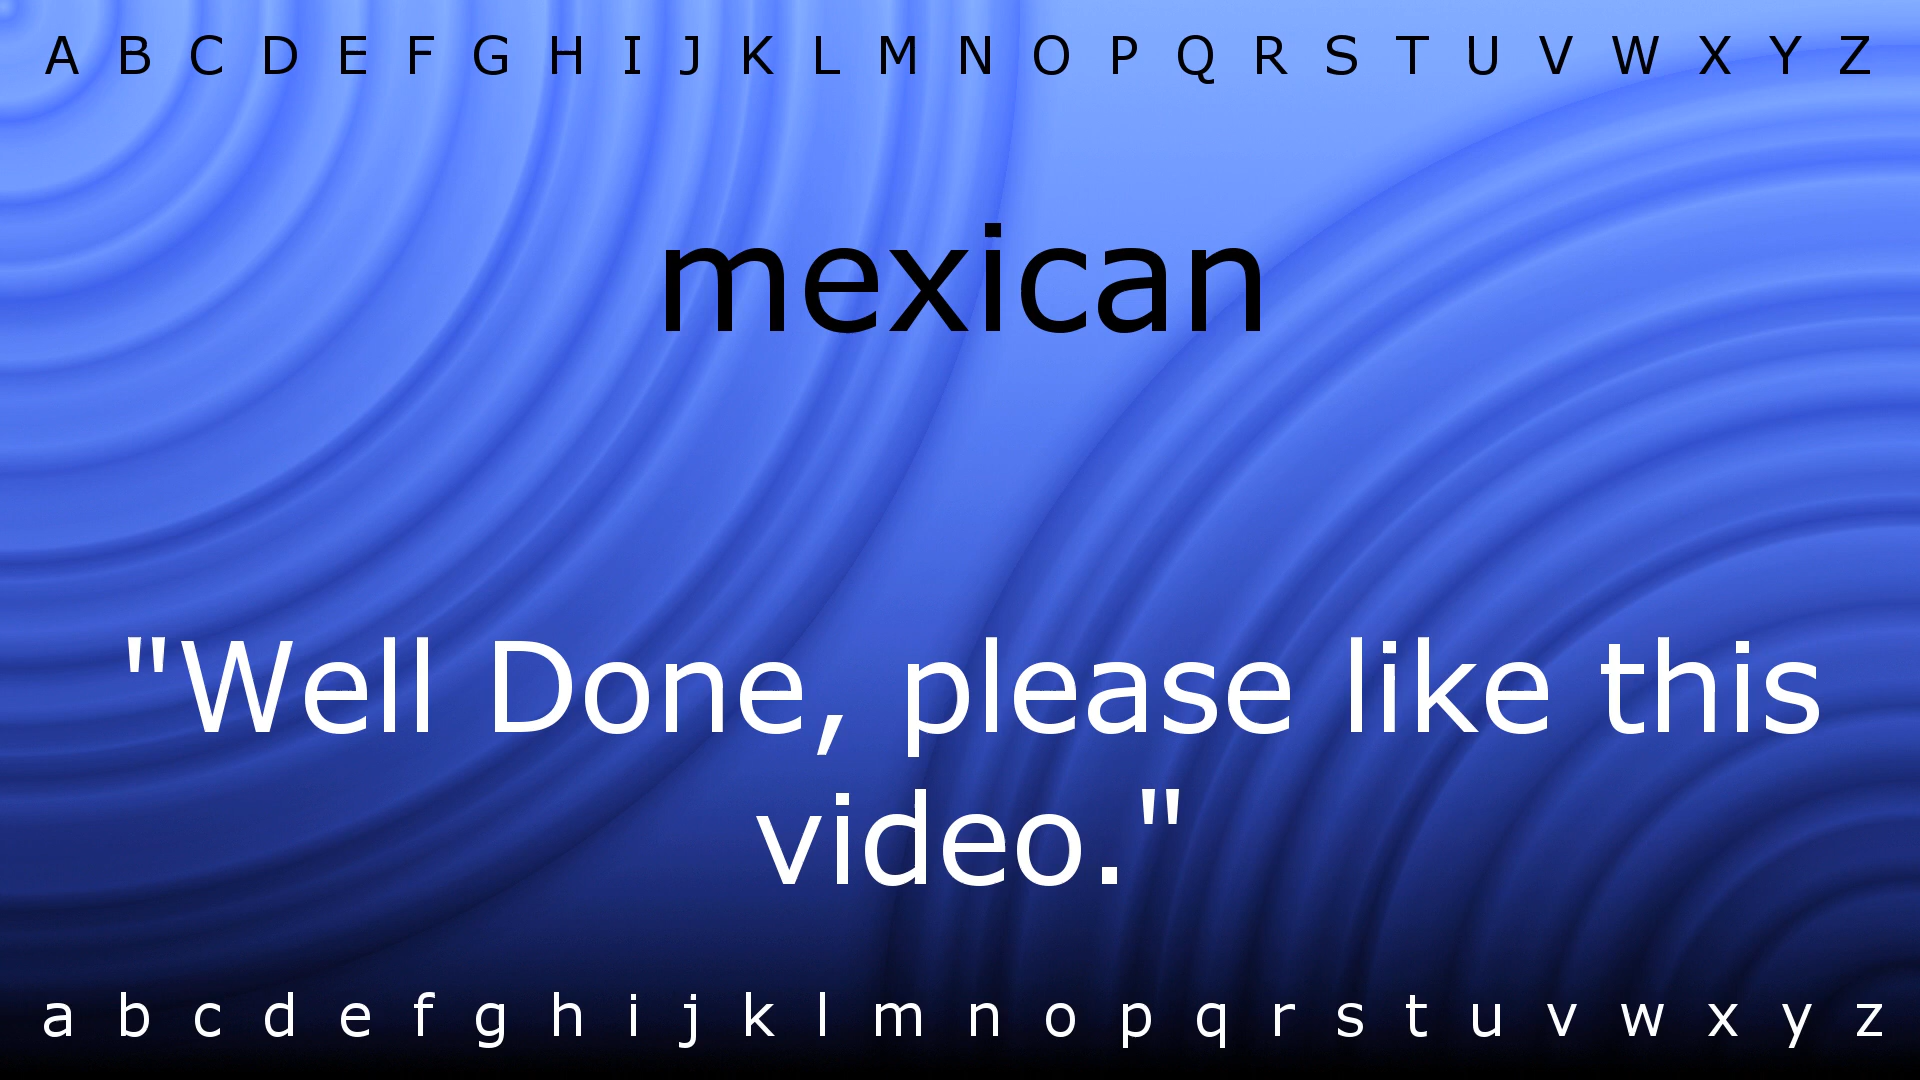 A B C D E F G H I J K L M N O P Q R S T U V W X Y Z
mexican
"Well Done, please like this
video."
a b c d e f g h i j k l m n o p q r s t u v w x y z